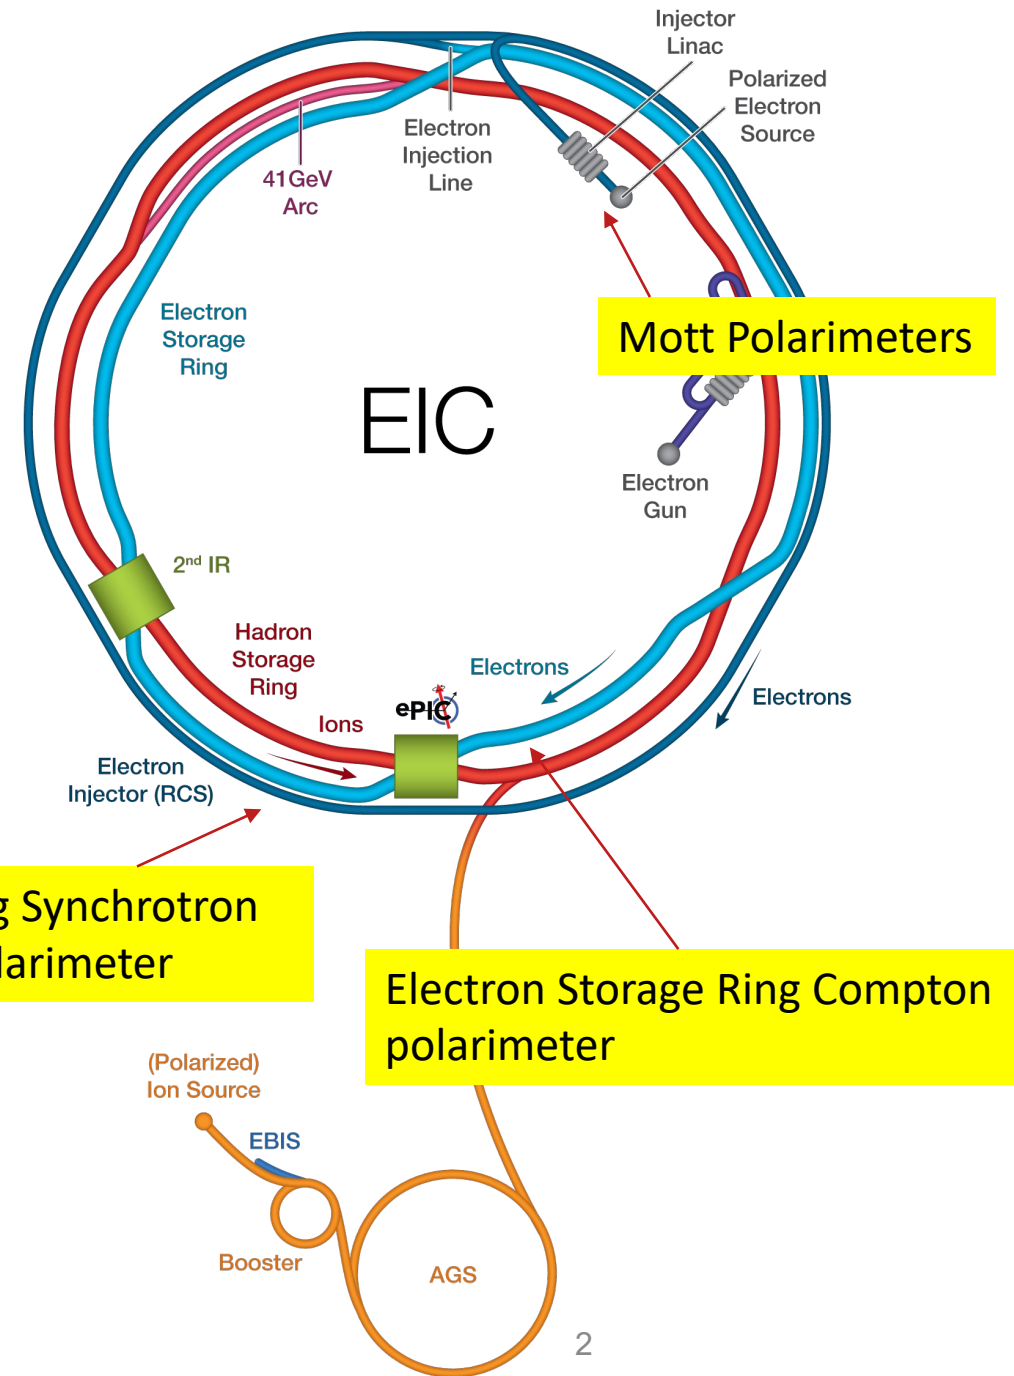 Injector
Linac
Polarized
Electron
Source
Electron
Injection
Line
41GeV
Arc
Electron
Storage
Ring
Mott Polarimeters
EIC
Electron
Gun
2nd IR
Hadron
Storage
Ring
Electrons
Electrons
ePIC
Ions
Electron
Injector (RCS)
g Synchrotron
larimeter
Electron Storage Ring Compton
polarimeter
(Polarized)
Ion Source
EBIS
Booster
AGS
2